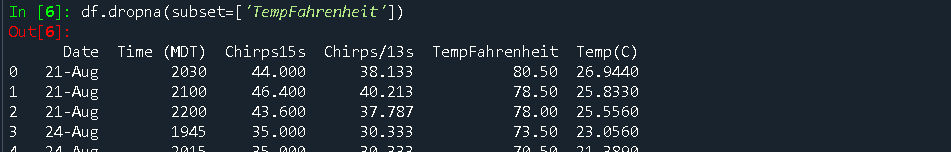 In [6]: df.dropna(subset=['TempFahrenheit'])
Out[6]:
Date Time (MDT) Chirps15s Chirps/13s TempFahrenheit Temp(C)
0 21-Aug 2030 44.000 38.133 80.50 26.9440
1 21-Aug 2100 46.400 40.213 78.50 25.8330
2 21-Aug 2200 43.600 37.787 78.00 25.5560
3 24-Aug 1945 35.000 30.333 73.50 23.0560
4 24-Aug 2015 35.000 30.333 70.50 21.3890